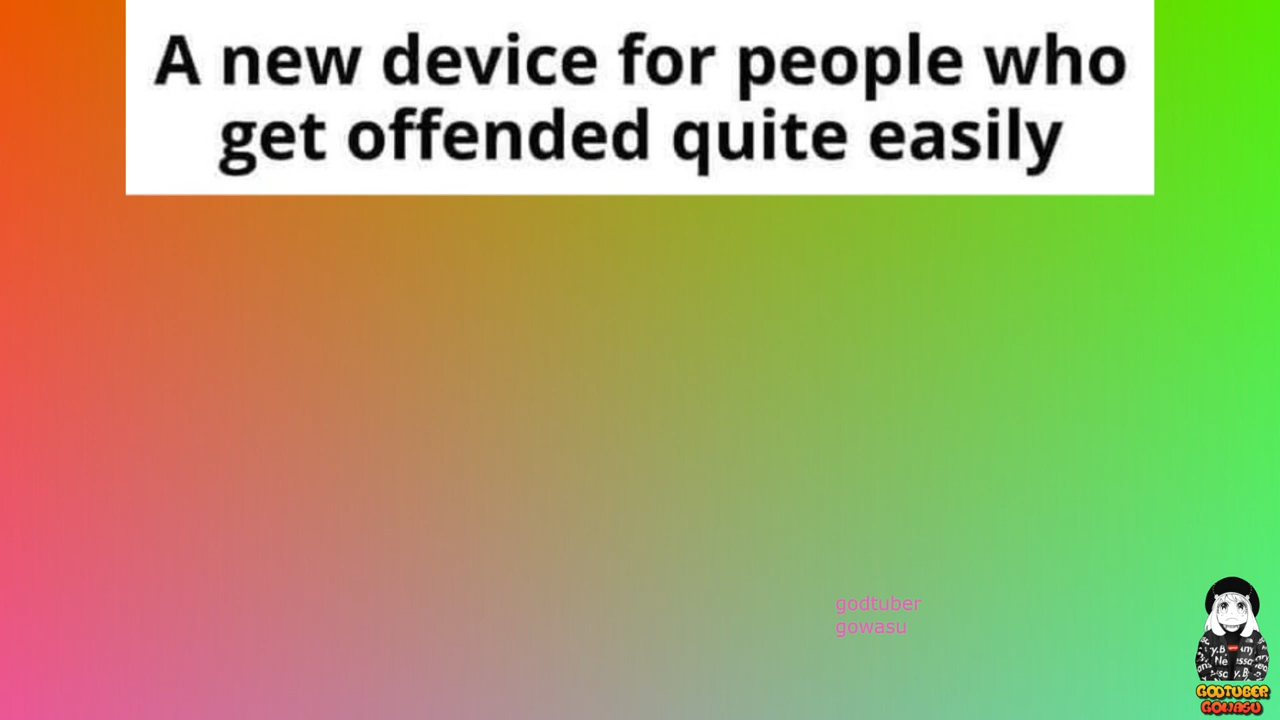 A new device for people who
get offended quite easily
godtuber
gowasu
GODTUBER
GOWASU